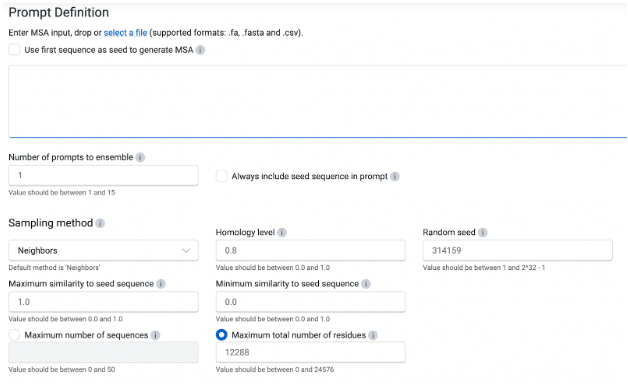 Prompt Definition
Enter MSA input, drop or select a file (supported formats: .fa, .fasta and .csv).
Use first sequence as seed to generate MSA i
Number of prompts to ensemble i
1
Always include seed sequence in prompt i
Value should be between 1 and 15
Sampling method i
Homology level i
Random seed i
Neighbors
0.8
314159
Default method is 'Neighbors'
Value should be between 0.0 and 1.0
Value should be between 1 and 2^32 - 1
Maximum similarity to seed sequence i
Minimum similarity to seed sequence i
1.0
0.0
Value should be between 0.0 and 1.0
Value should be between 0.0 and 1.0
Maximum number of sequences i
Maximum total number of residues i
12288
Value should be between 0 and 50
Value should be between 0 and 24576